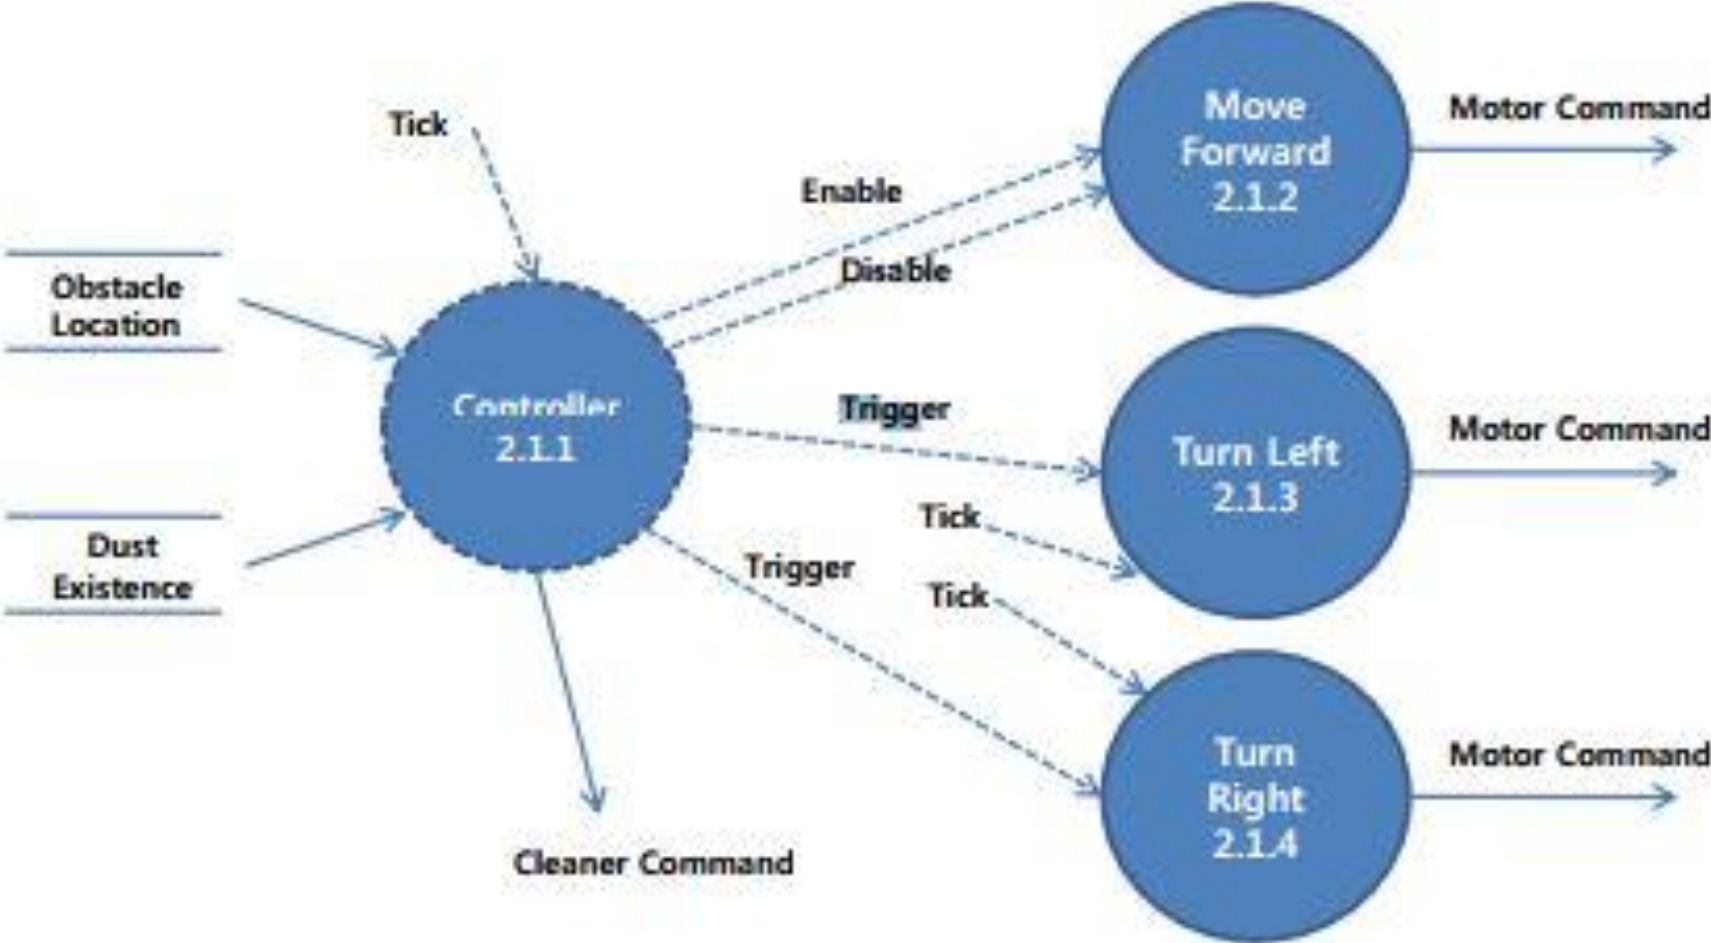 Move
Forward
2.1.2
Motor Command
Tick
Enable
Disable
Obstacle
Location
Controller
2.1.1
Trigger
Turn Left
2.1.3
Motor Command
Tick
Dust
Existence
Trigger
Tick
Turn
Right
2.1.4
Motor Command
Cleaner Command